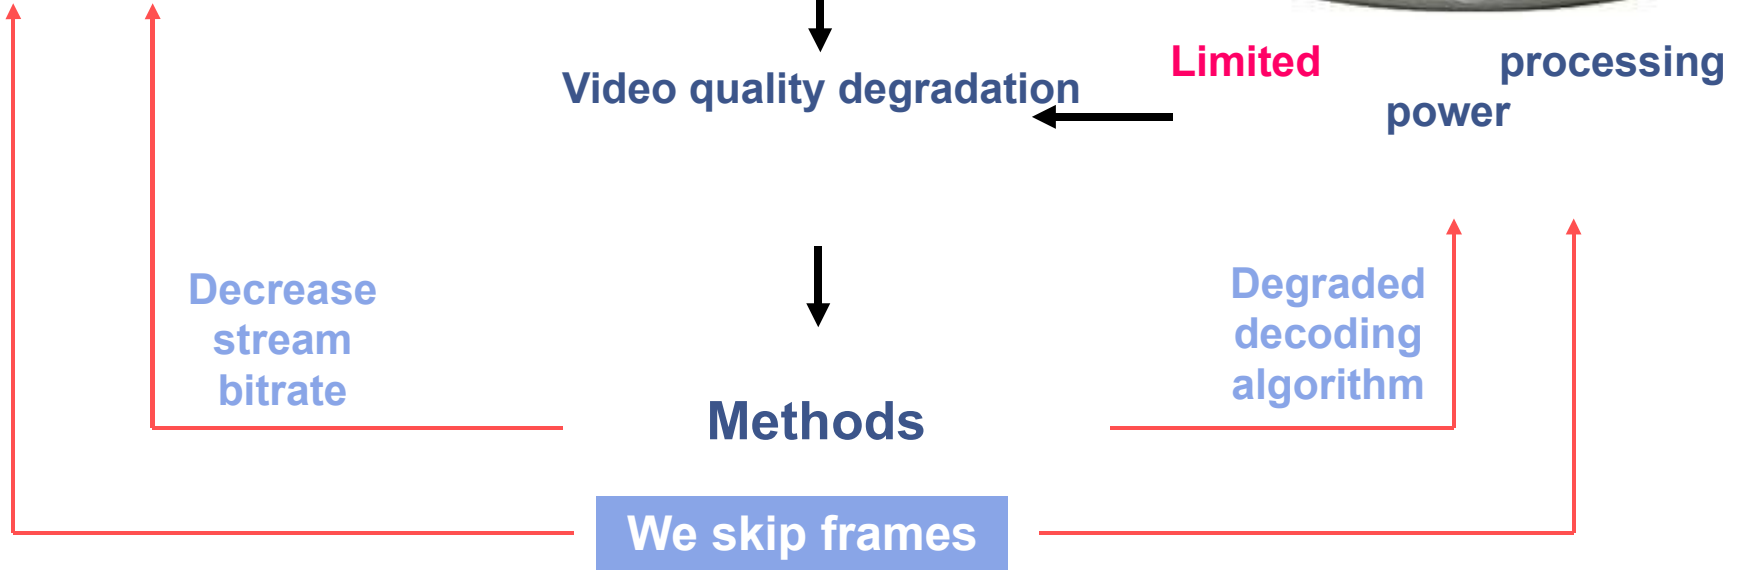 Limited processing
power
Video quality degradation
Decrease
stream
bitrate
Degraded
decoding
algorithm
Methods
We skip frames